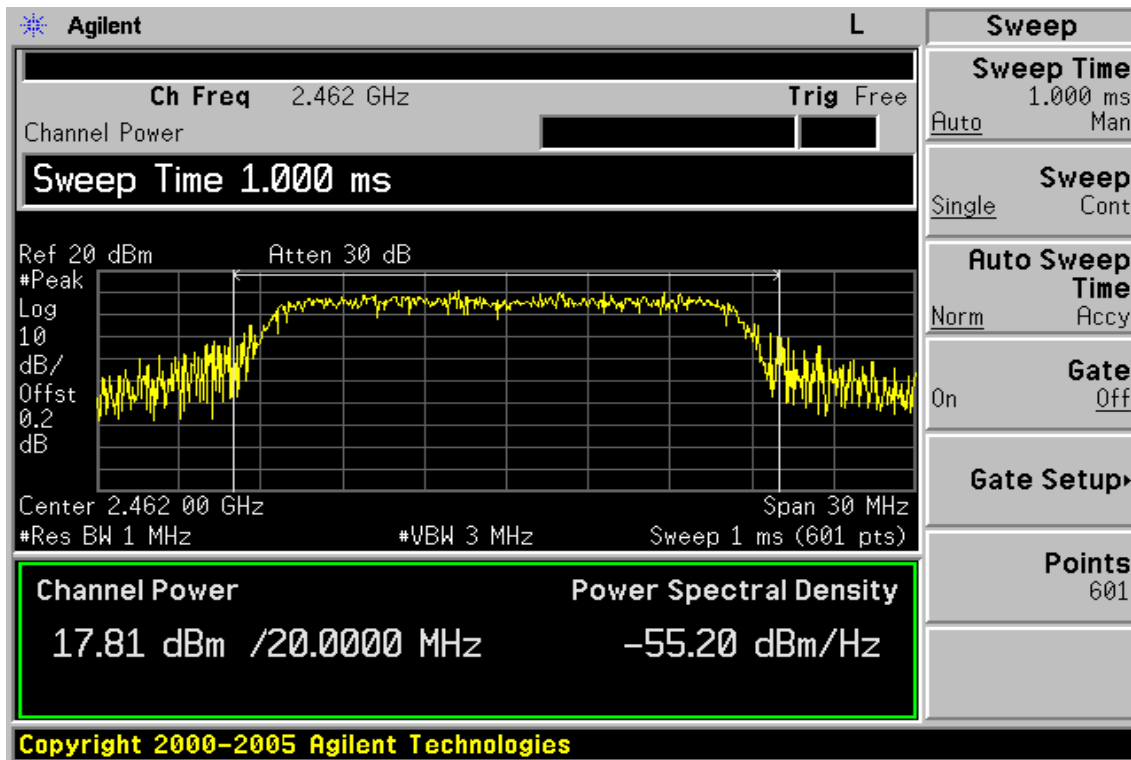 Agilent L
Ch Freq 2.462 GHz Trig Free
Channel Power
Sweep Time 1.000 ms
Ref 20 dBm Atten 30 dB
#Peak
Log
10
dB/
Offst
0.2
dB
Center 2.462 00 GHz Span 30 MHz
#Res BW 1 MHz #VBW 3 MHz Sweep 1 ms (601 pts)
Channel Power Power Spectral Density
17.81 dBm /20.0000 MHz -55.20 dBm/Hz
Copyright 2000-2005 Agilent Technologies
Sweep
Sweep Time
1.000 ms
Auto Man
Sweep
Single Cont
Auto Sweep
Time
Norm Accy
Gate
On Off
Gate Setup
Points
601